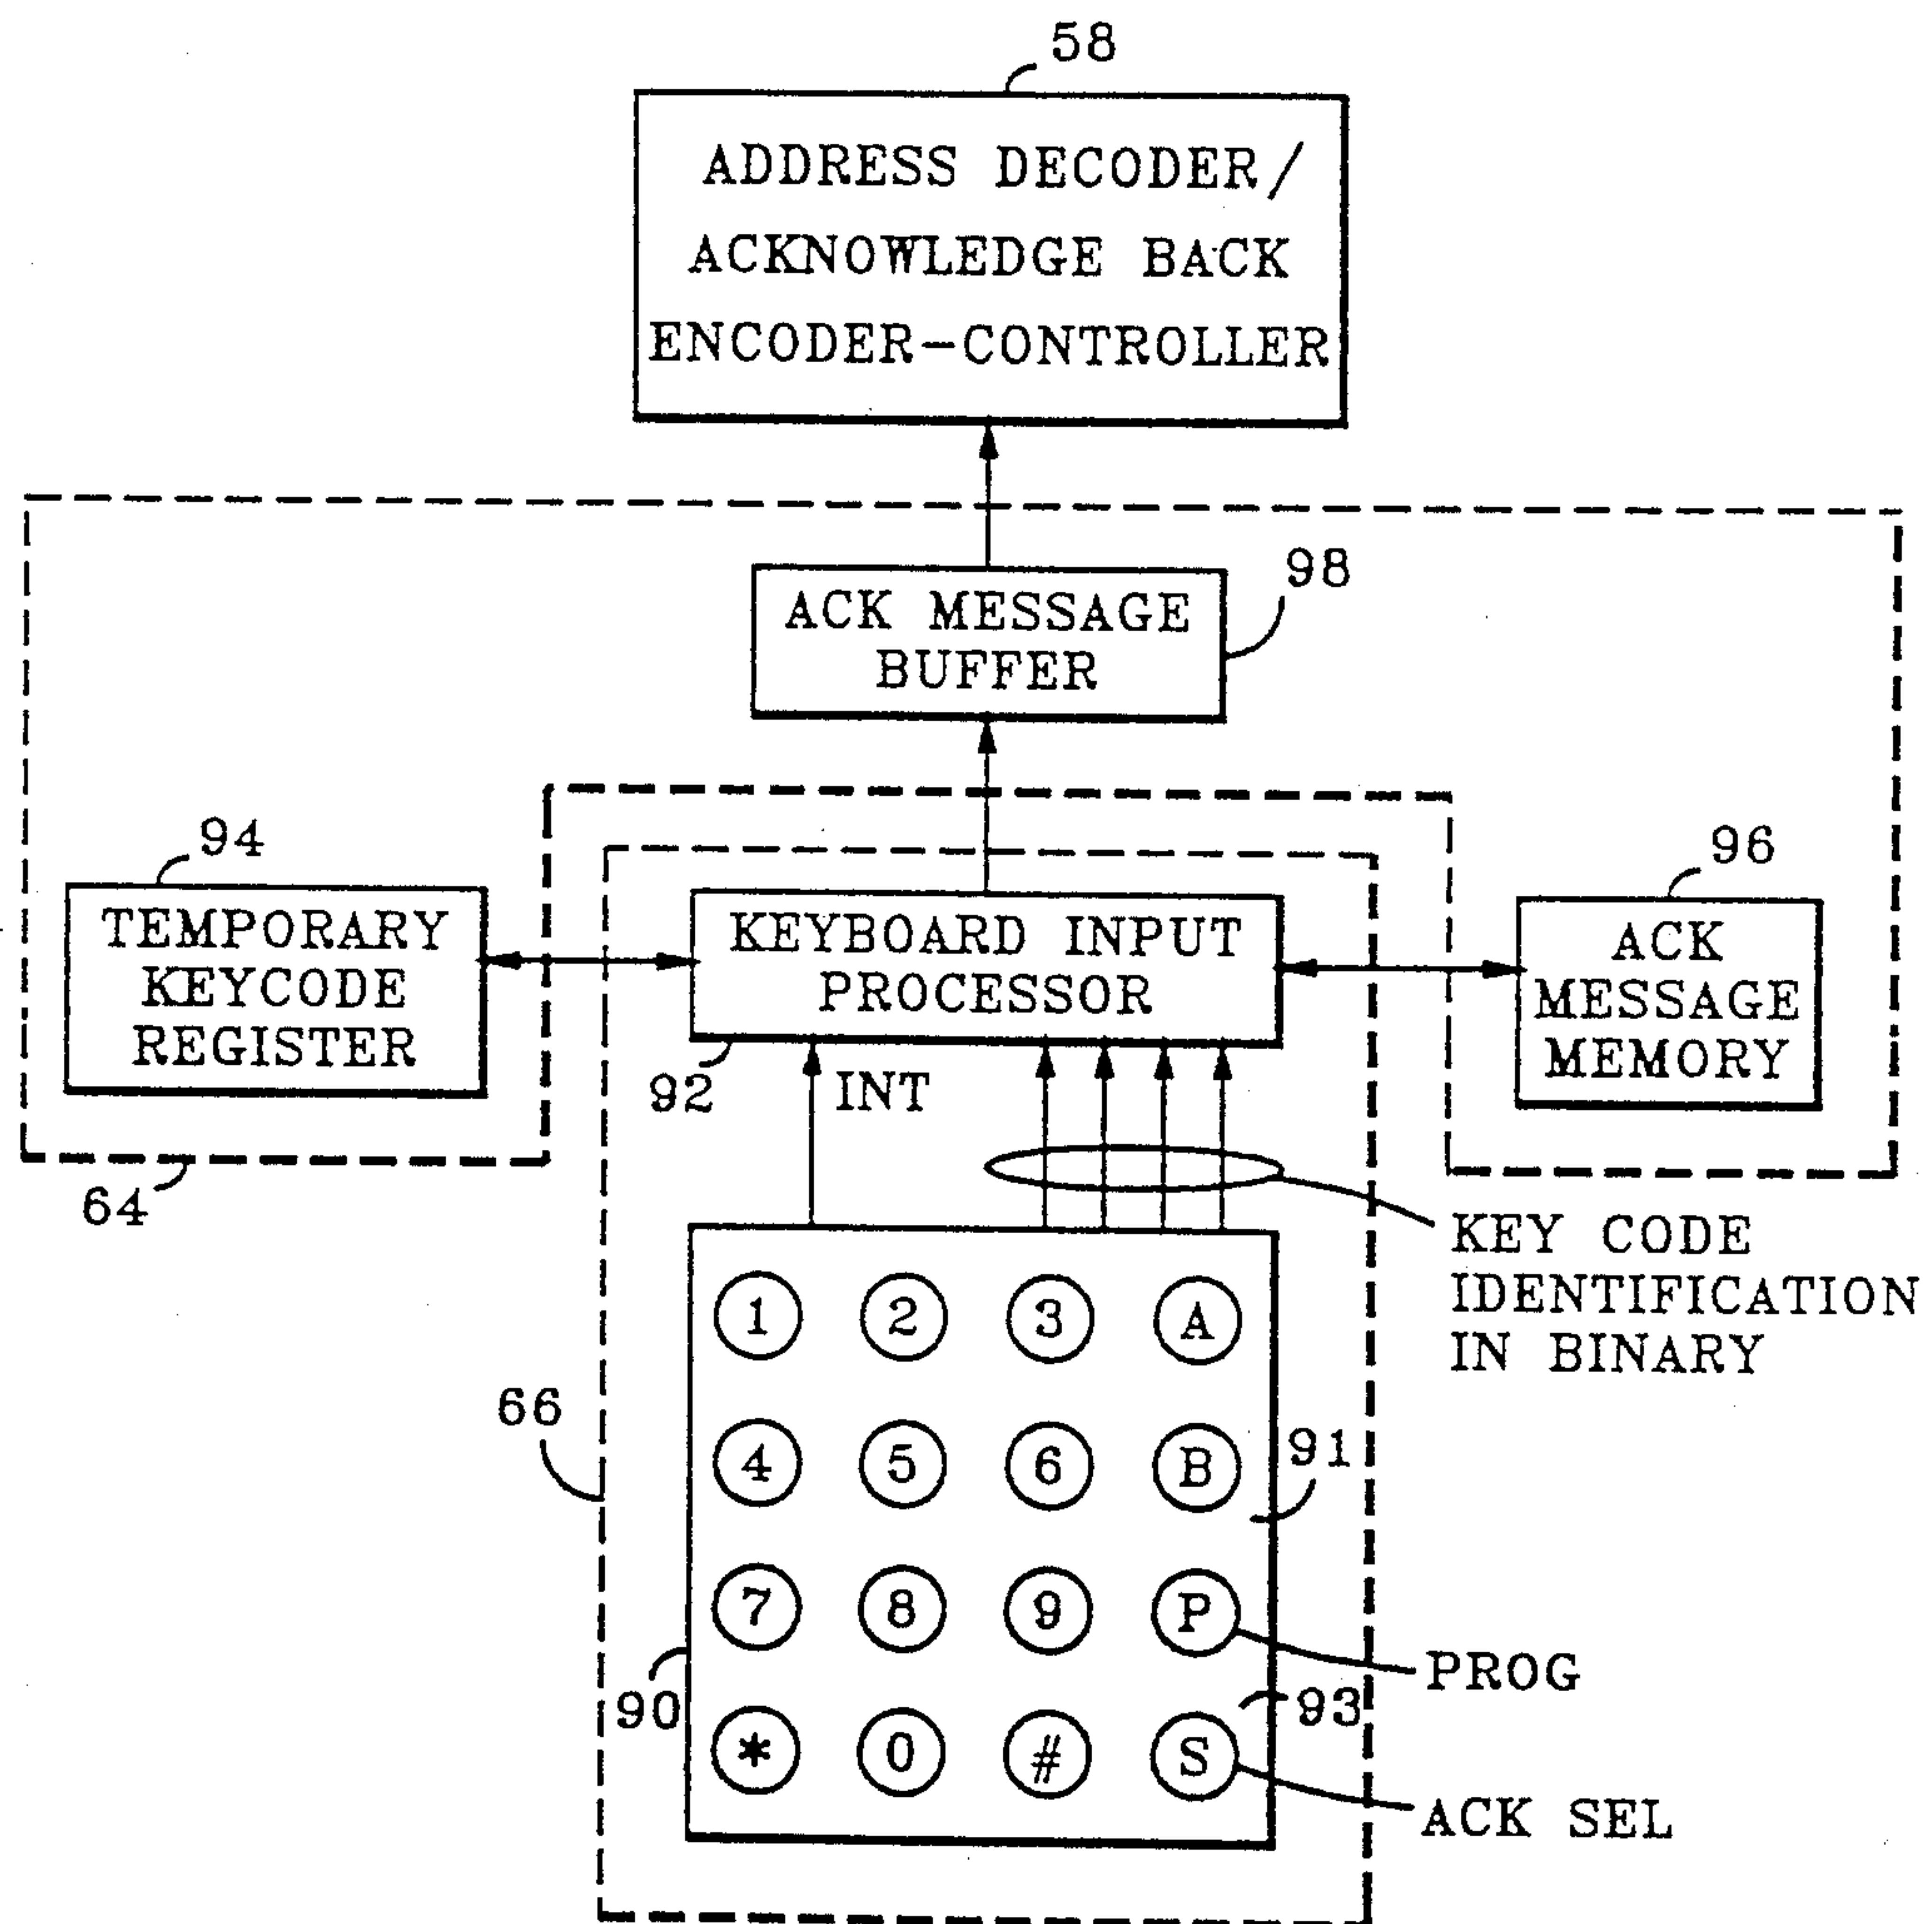 58
ADDRESS DECODER/
ACKNOWLEDGE BACK
ENCODER-CONTROLLER
98
ACK MESSAGE
BUFFER
94
96
TEMPORARY
KEYCODE
REGISTER
KEYBOARD INPUT
PROCESSOR
ACK
MESSAGE
MEMORY
92
INT
64
KEY CODE
IDENTIFICATION
IN BINARY
1 2 3 A
66
91
4 5 6 B
7 8 9 P
PROG
90
93
* 0 # S
ACK SEL